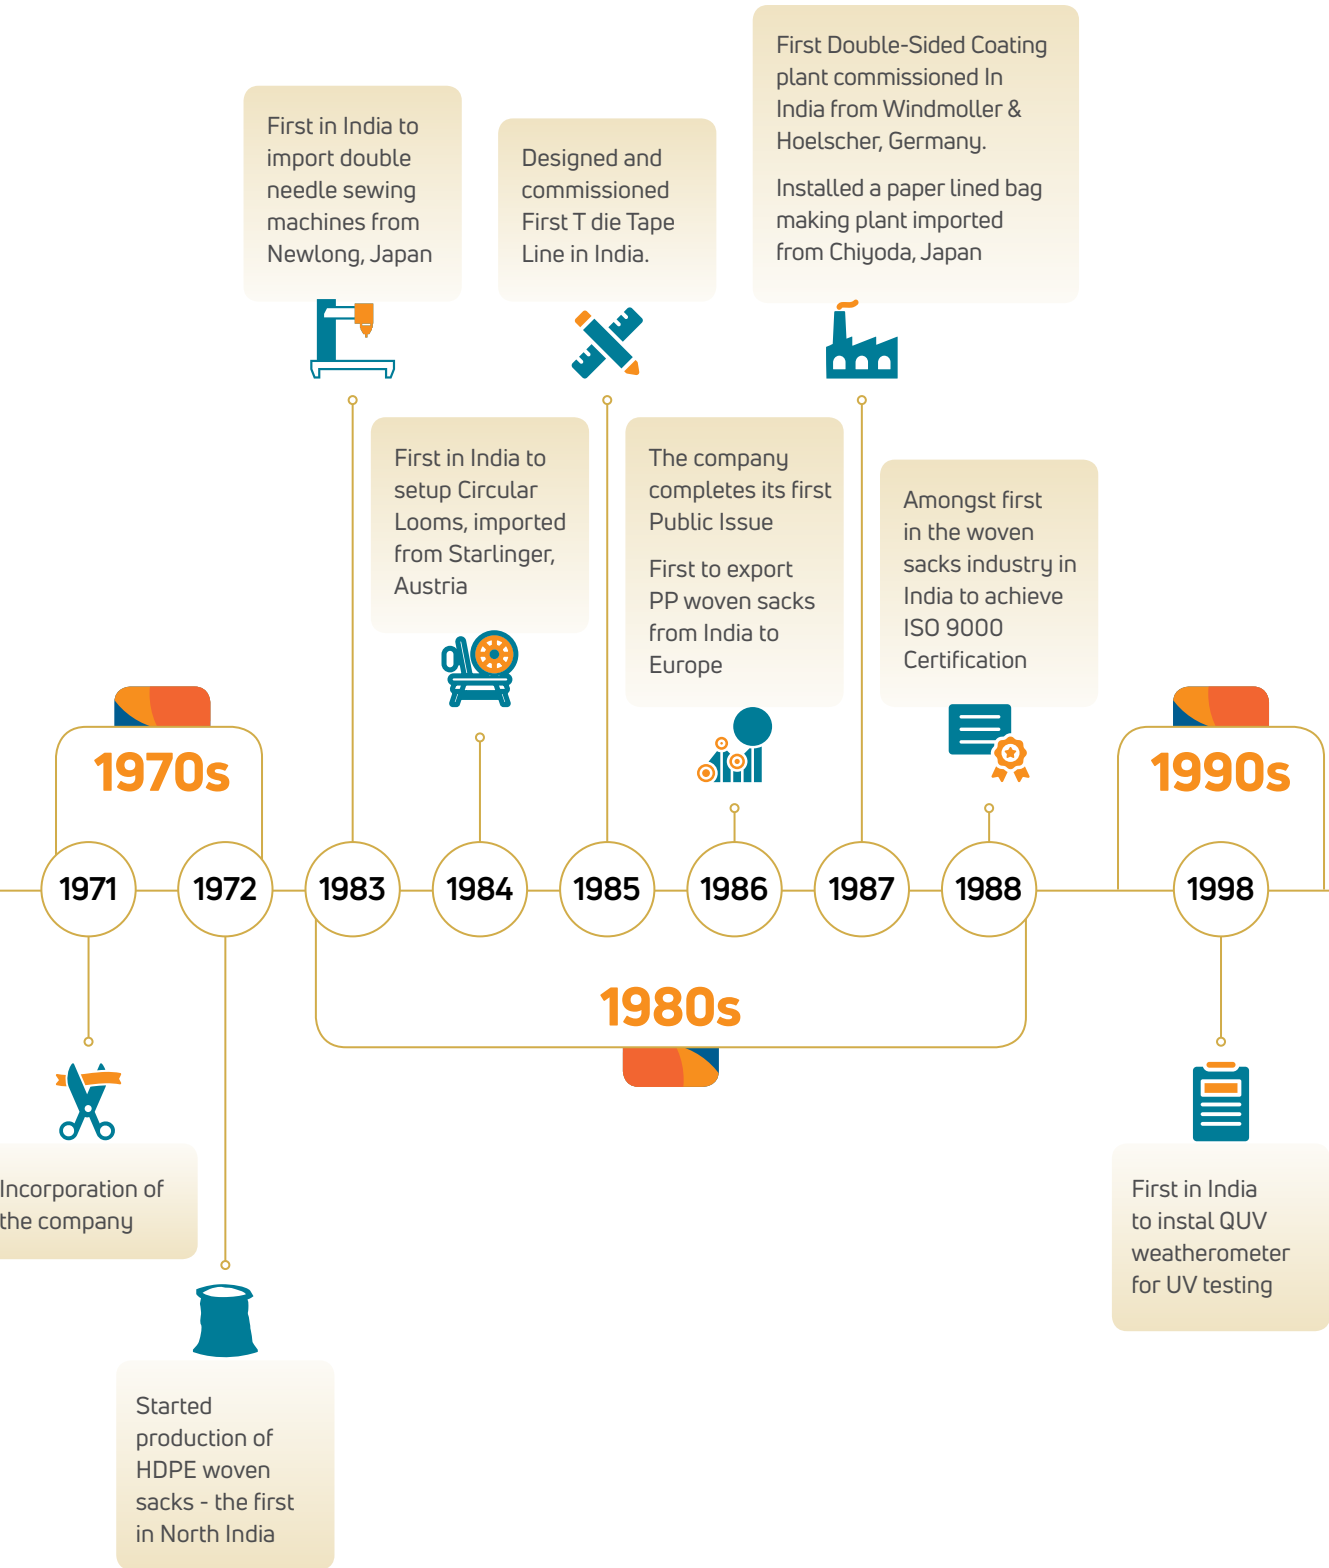 First Double-Sided Coating
plant commissioned In
India from Windmoller &
Hoelscher, Germany.
Installed a paper lined bag
making plant imported
from Chiyoda, Japan
First in India to
import double
needle sewing
machines from
Newlong, Japan
Designed and
commissioned
First T die Tape
Line in India.
First in India to
setup Circular
Looms, imported
from Starlinger,
Austria
The company
completes its first
Public Issue
First to export
PP woven sacks
from India to
Europe
Amongst first
in the woven
sacks industry in
India to achieve
ISO 9000
Certification
1970s
1990s
1971
1972
1983
1984
1985
1986
1987
1988
1998
1980s
Incorporation of
the company
First in India
to instal QUV
weatherometer
for UV testing
Started
production of
HDPE woven
sacks - the first
in North India